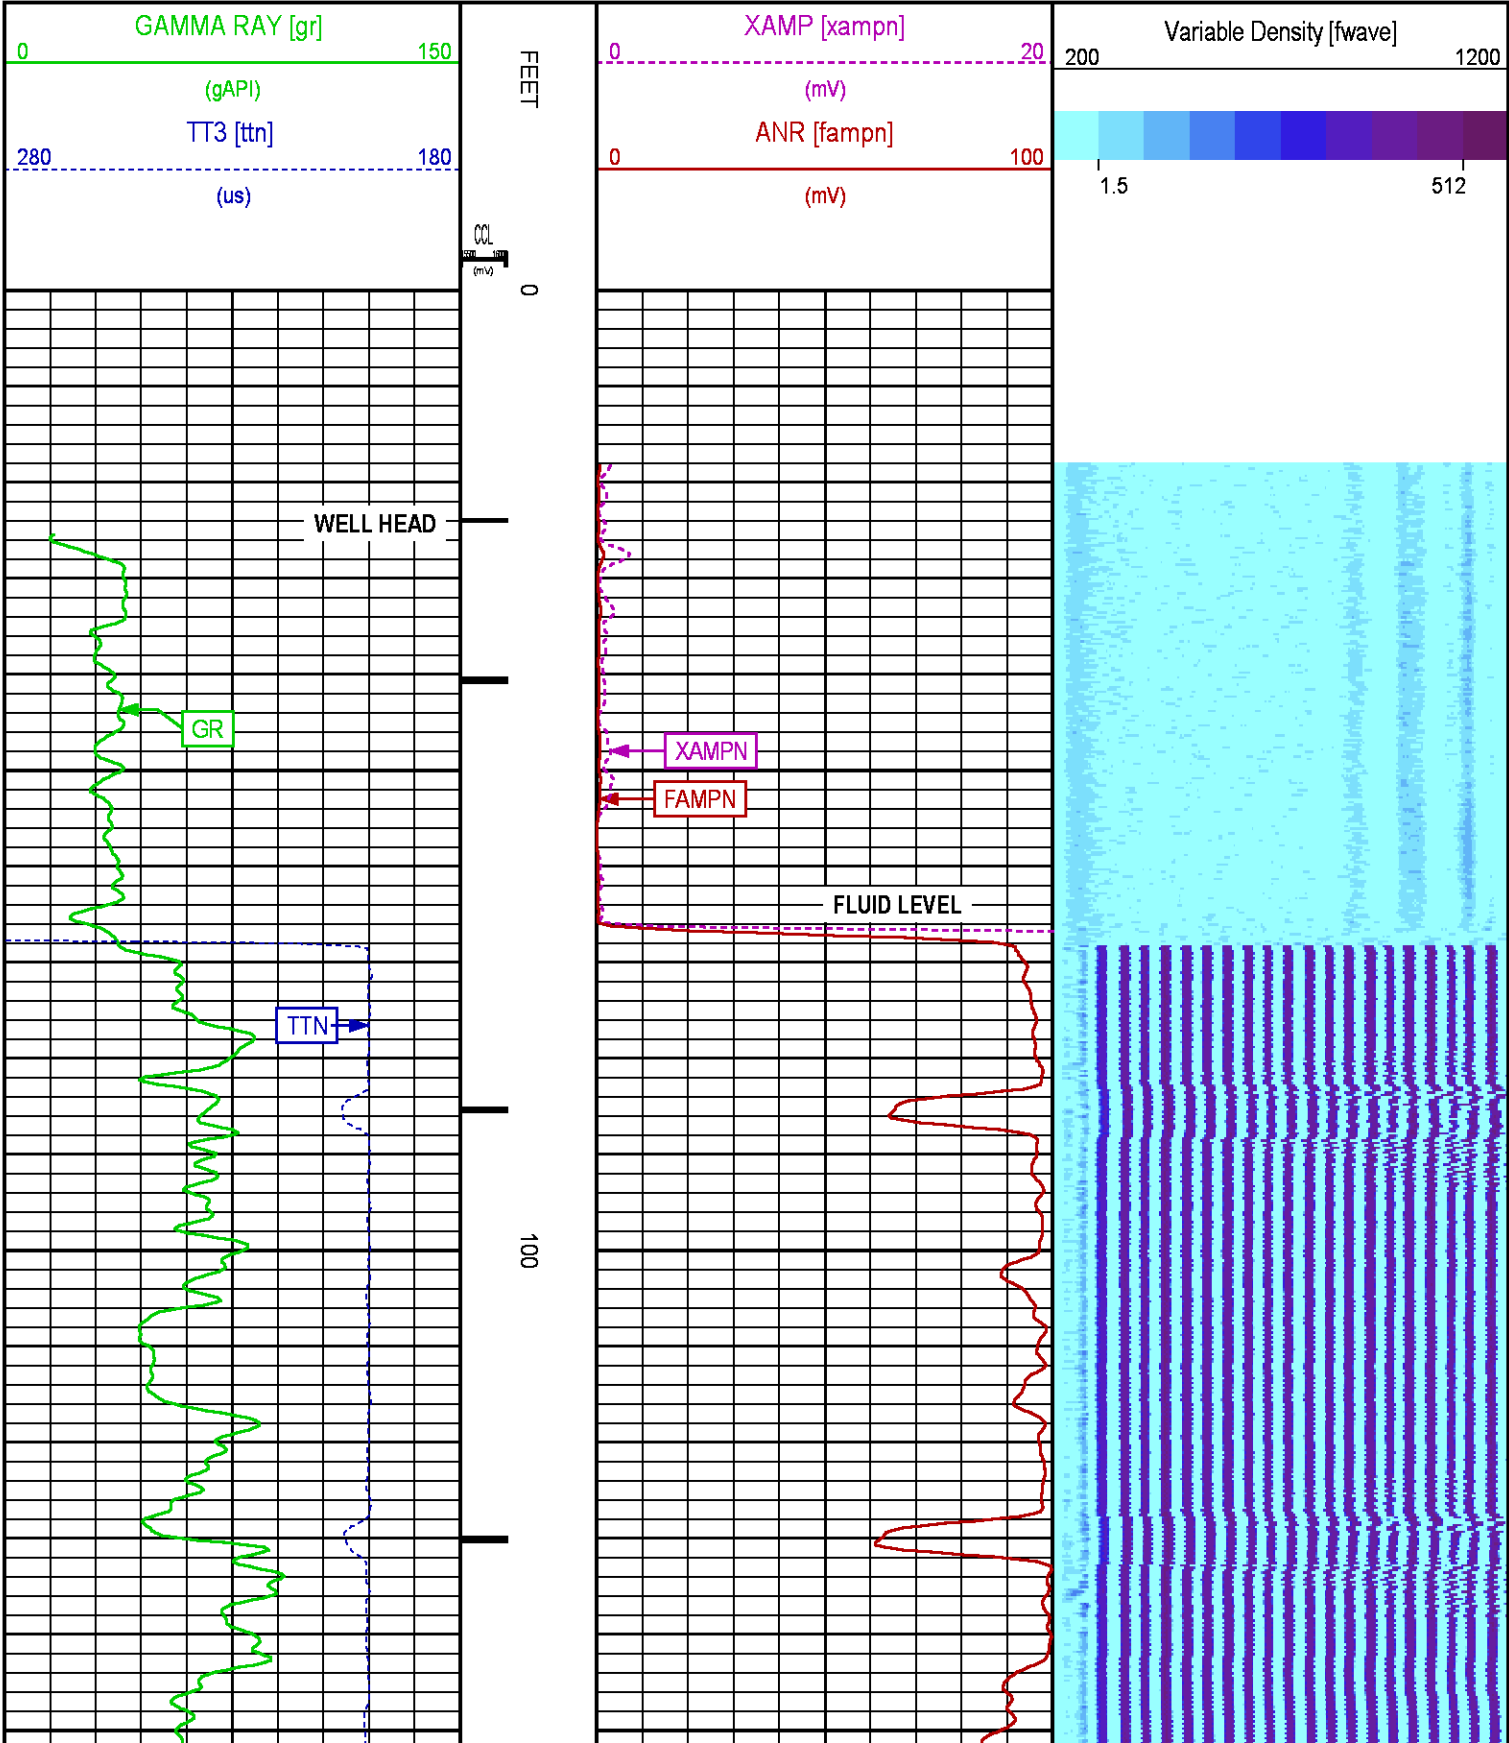 GAMMA RAY [gr]
0 150
(gAPI)
TT3 [ttn]
280 180
(us)
FEET
CCL
(mV)
XAMP [xampn]
0 20
(mV)
ANR [fampn]
0 100
(mV)
Variable Density [fwave]
200 1200
1.5 512
0
WELL HEAD
GR
XAMPN
FAMPN
FLUID LEVEL
TTN
100